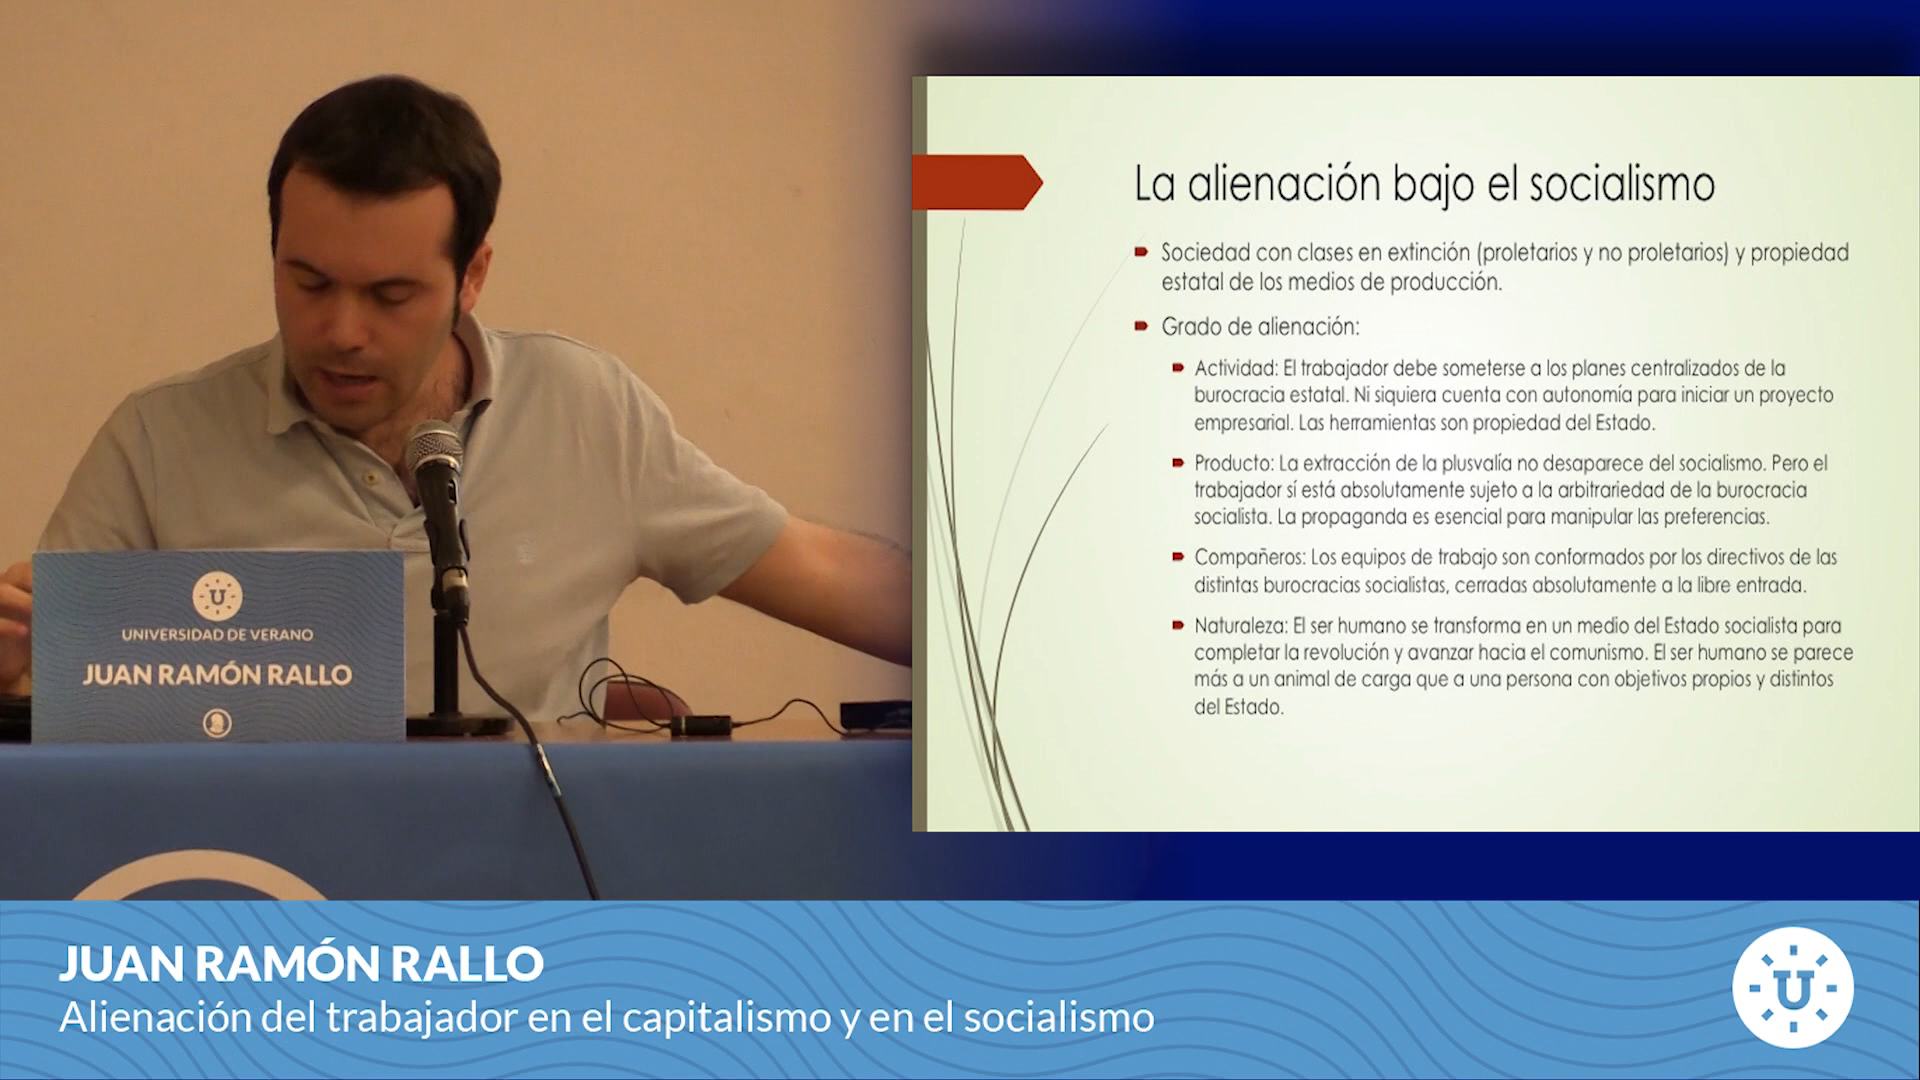 La alienación bajo el socialismo
Sociedad con clases en extinción (proletarios y no proletarios) y propiedad
estatal de los medios de producción.
Grado de alienación:
Actividad: El trabajador debe someterse a los planes centralizados de la
burocracia estatal. Ni siquiera cuenta con autonomía para iniciar un proyecto
empresarial. Las herramientas son propiedad del Estado.
Producto: La extracción de la plusvalía no desaparece del socialismo. Pero el
trabajador sí está absolutamente sujeto a la arbitrariedad de la burocracia
socialista. La propaganda es esencial para manipular las preferencias.
Compañeros: Los equipos de trabajo son conformados por los directivos de las
distintas burocracias socialistas, cerradas absolutamente a la libre entrada.
Naturaleza: El ser humano se transforma en un medio del Estado socialista para
completar la revolución y avanzar hacia el comunismo. El ser humano se parece
más a un animal de carga que a una persona con objetivos propios y distintos
del Estado.
U
UNIVERSIDAD DE VERANO
JUAN RAMÓN RALLO
JUAN RAMÓN RALLO
Alienación del trabajador en el capitalismo y en el socialismo
U